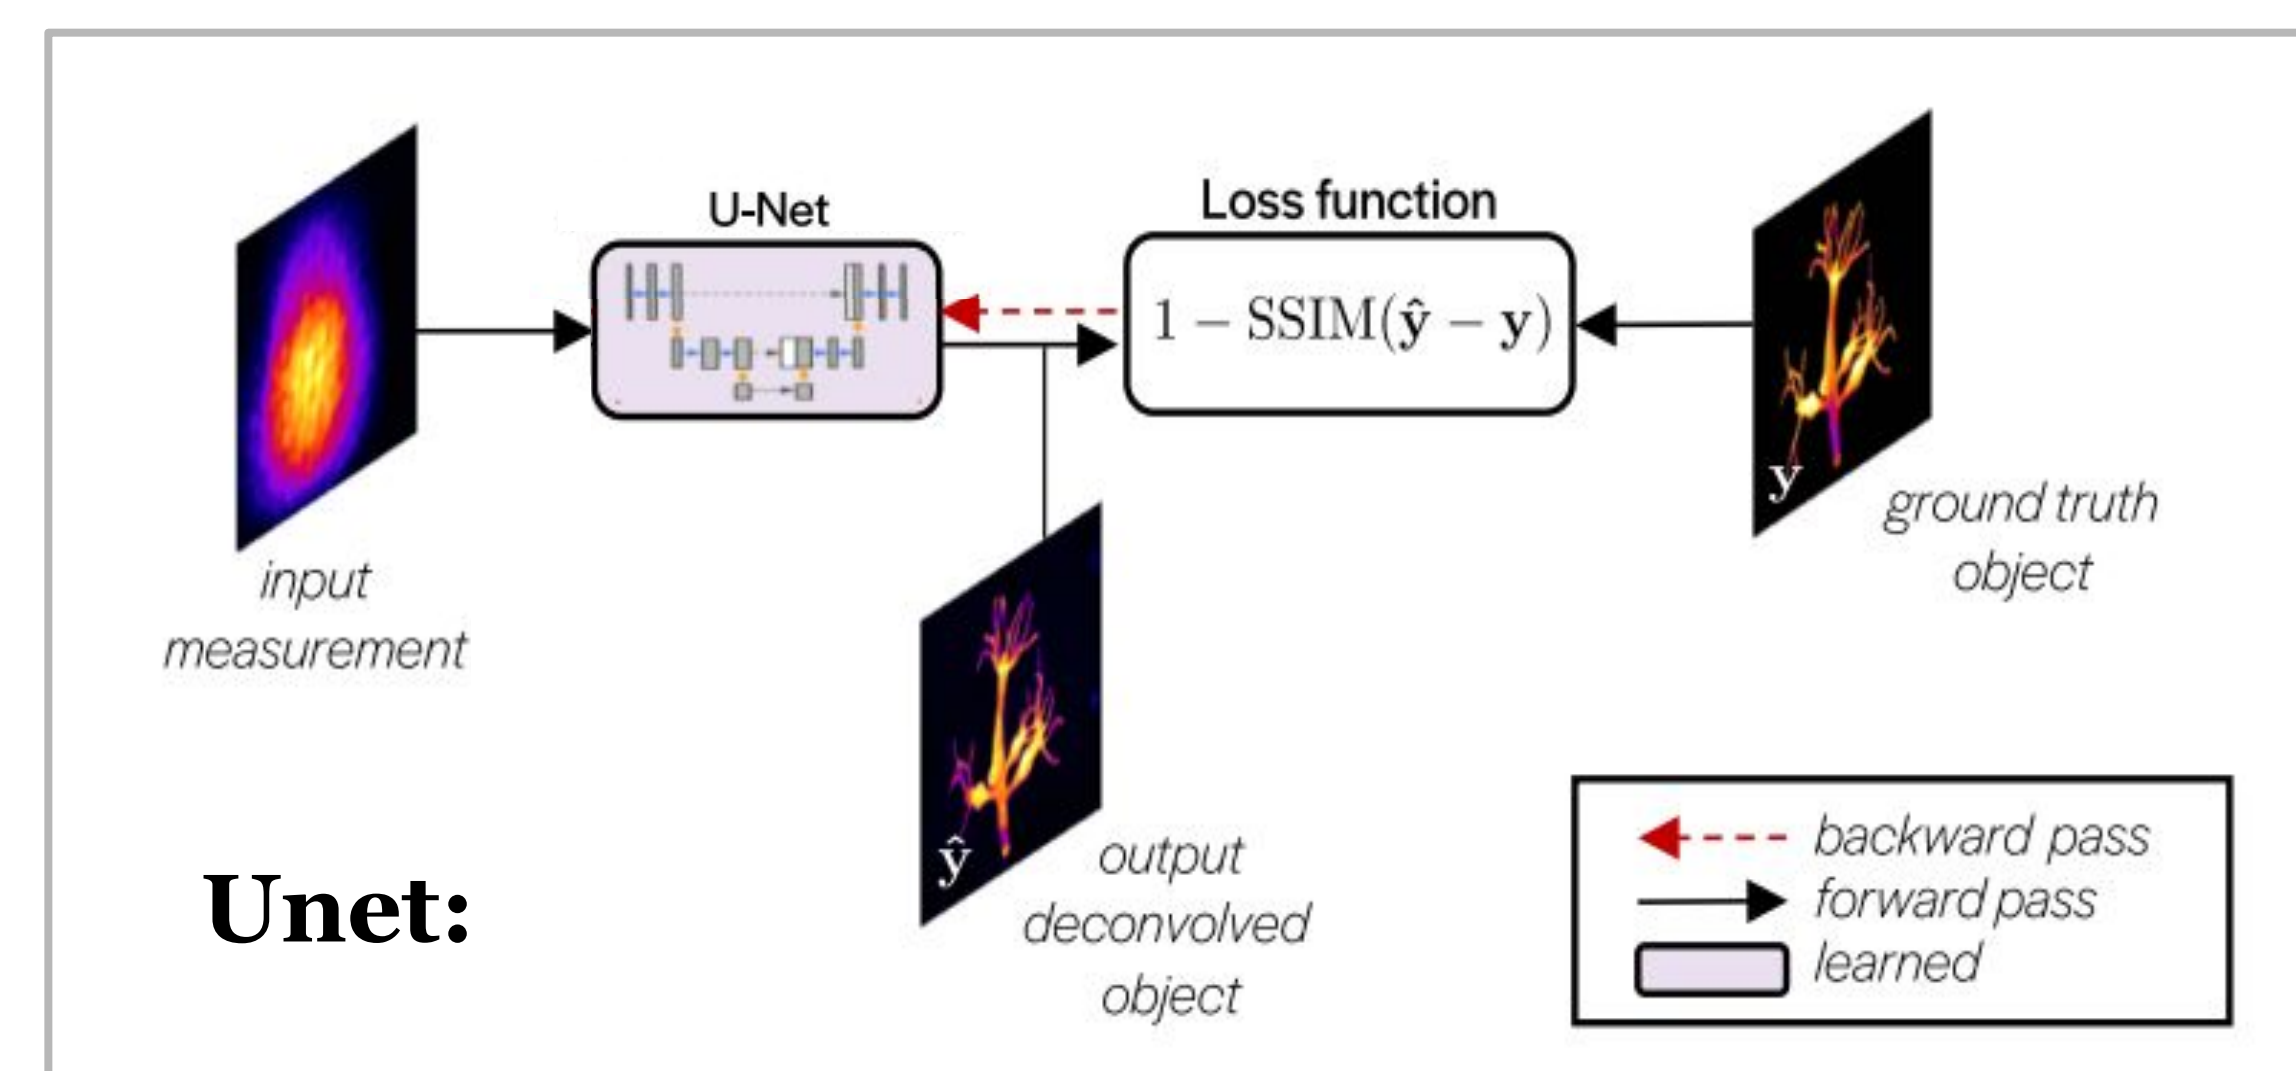 U-Net
Loss function
1 − SSIM(ŷ − y)
y
ground truth
object
input
measurement
ŷ
output
deconvolved
object
Unet:
backward pass
forward pass
learned